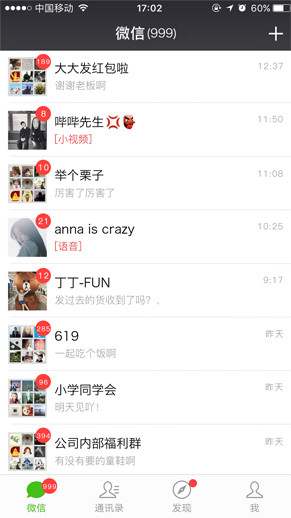 中国移动 17:02 60%
微信(999)
189
大大发红包啦 12:37
谢谢老板啊
8
哔哔先生💢👺 11:50
[小视频]
10
举个栗子 11:08
厉害了厉害了
21
anna is crazy 10:25
[语音]
12
丁丁-FUN 9:17
发过去的货收到了吗？,
285
619 昨天
一起吃个饭啊
96
小学同学会 昨天
明天见吖！
394
公司内部福利群 昨天
有没有要的童鞋啊
999
微信 通讯录 发现 我